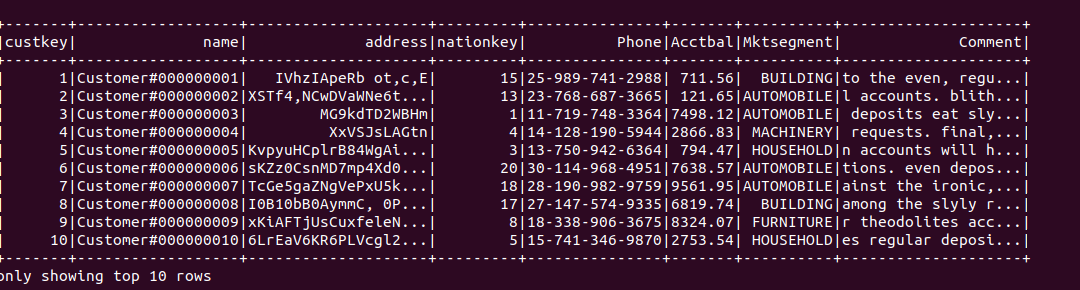 +-------+------------------+--------------------+---------+---------------+-------+----------+--------------------+
|custkey|              name|             address|nationkey|          Phone|Acctbal|Mktsegment|             Comment|
+-------+------------------+--------------------+---------+---------------+-------+----------+--------------------+
|      1|Customer#000000001|   IVhzIApeRb ot,c,E|       15|25-989-741-2988| 711.56|  BUILDING|to the even, regu...|
|      2|Customer#000000002|XSTf4,NCwDVaWNe6t...|       13|23-768-687-3665| 121.65|AUTOMOBILE|l accounts. blith...|
|      3|Customer#000000003|        MG9kdTD2WBHm|        1|11-719-748-3364|7498.12|AUTOMOBILE| deposits eat sly...|
|      4|Customer#000000004|         XxVSJsLAGtn|        4|14-128-190-5944|2866.83| MACHINERY| requests. final,...|
|      5|Customer#000000005|KvpyuHCplrB84WgAi...|        3|13-750-942-6364| 794.47| HOUSEHOLD|n accounts will h...|
|      6|Customer#000000006|sKZz0CsnMD7mp4Xd0...|       20|30-114-968-4951|7638.57|AUTOMOBILE|tions. even depos...|
|      7|Customer#000000007|TcGe5gaZNgVePxU5k...|       18|28-190-982-9759|9561.95|AUTOMOBILE|ainst the ironic,...|
|      8|Customer#000000008|I0B10bB0AymmC, 0P...|       17|27-147-574-9335|6819.74|  BUILDING|among the slyly r...|
|      9|Customer#000000009|xKiAFTjUsCuxfeleN...|        8|18-338-906-3675|8324.07| FURNITURE|r theodolites acc...|
|     10|Customer#000000010|6LrEaV6KR6PLVcgl2...|        5|15-741-346-9870|2753.54| HOUSEHOLD|es regular deposi...|
+-------+------------------+--------------------+---------+---------------+-------+----------+--------------------+
only showing top 10 rows